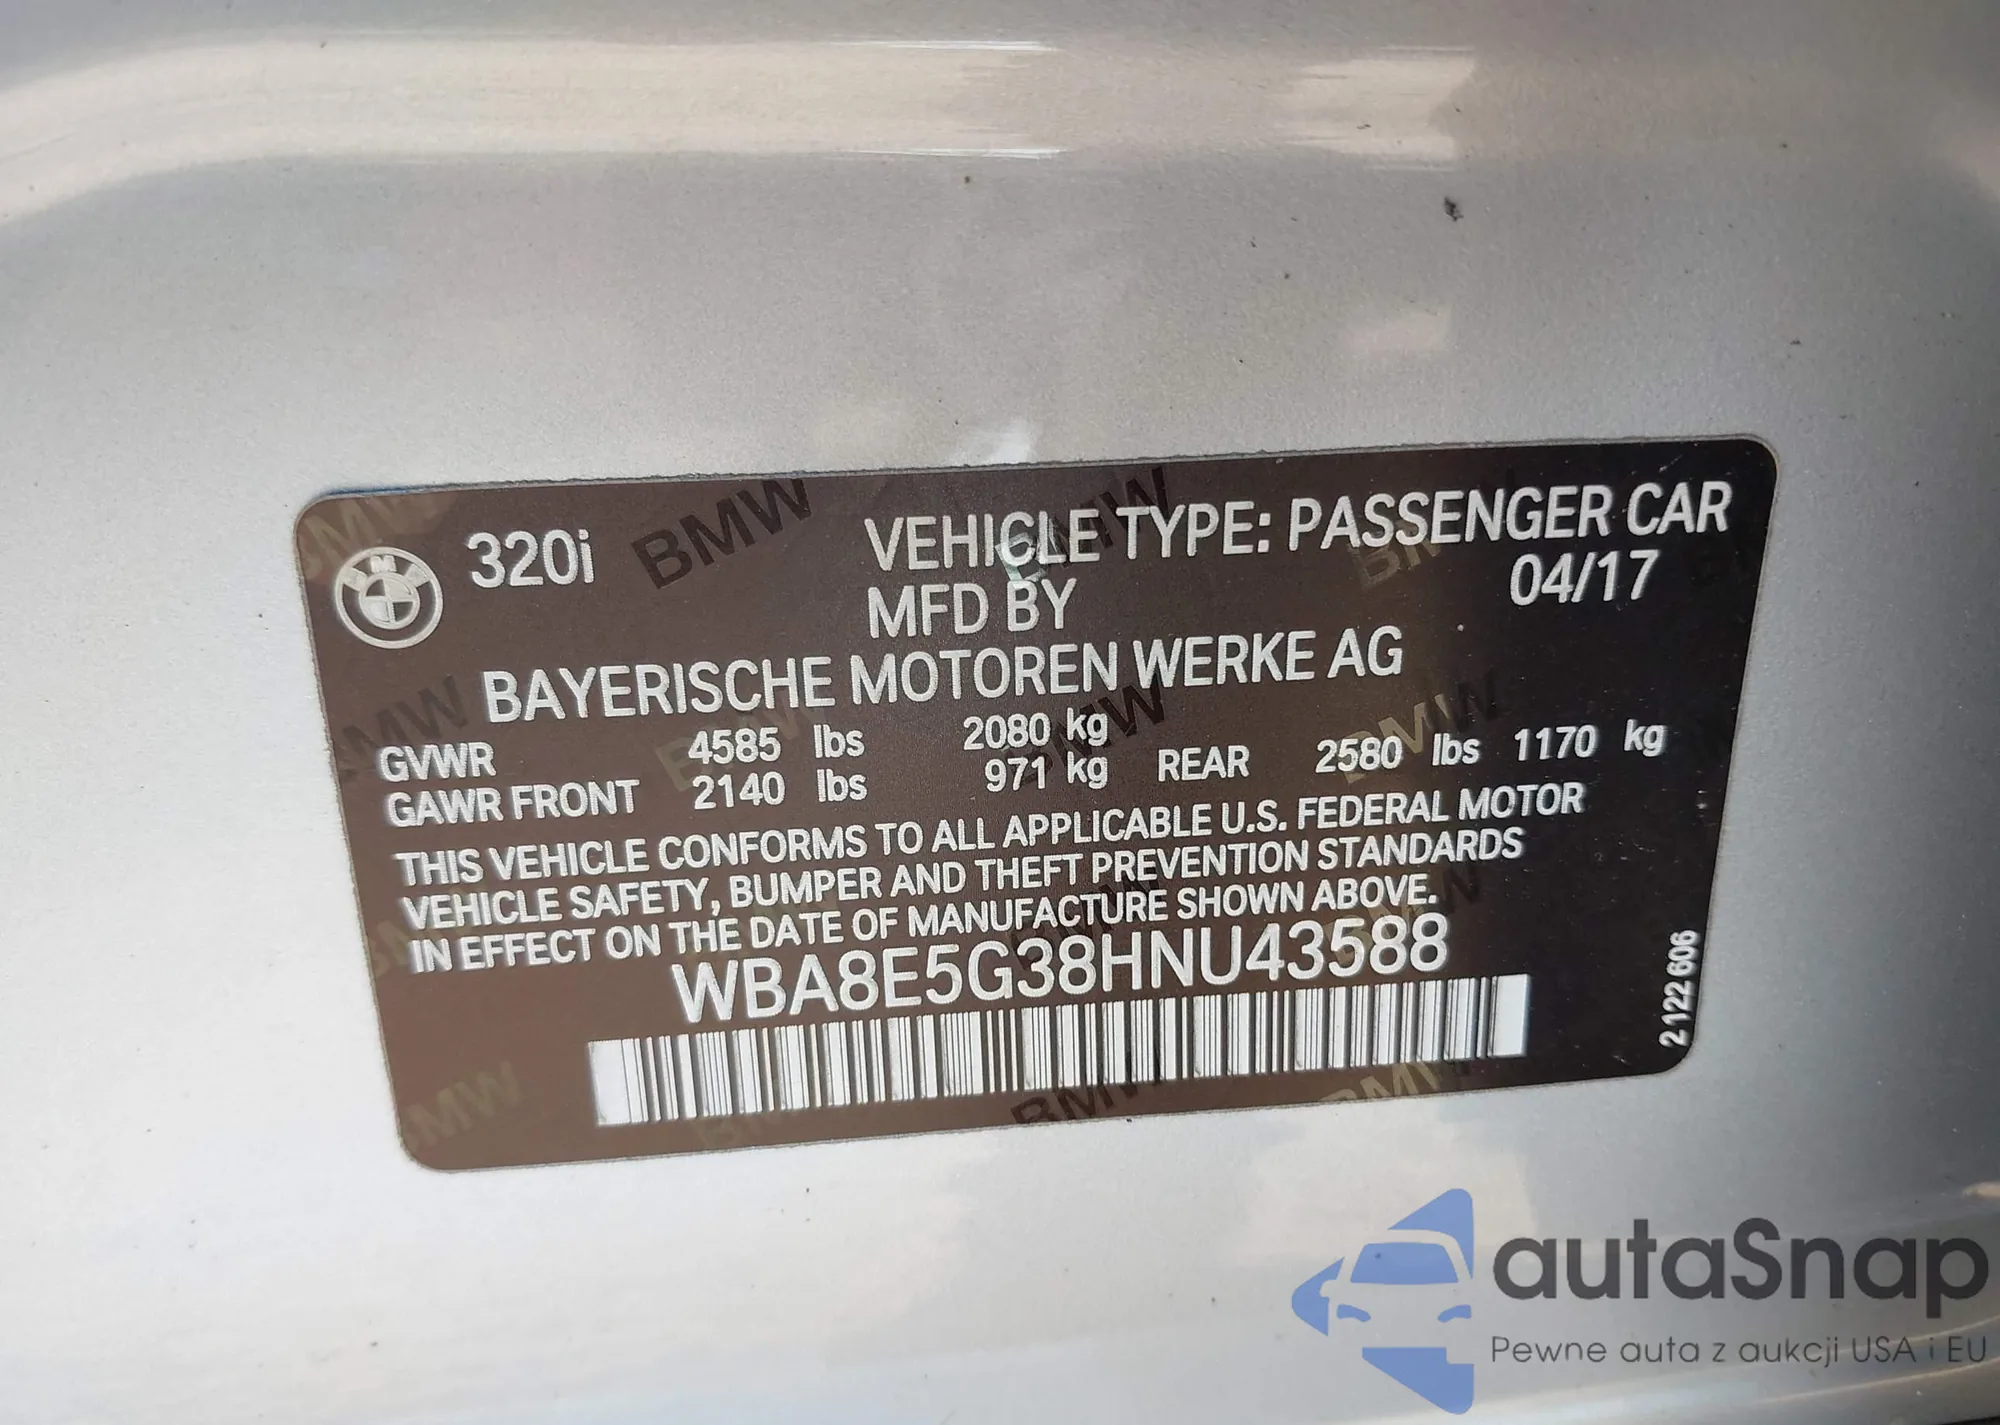 320i
VEHICLE TYPE: PASSENGER CAR
MFD BY 04/17
BAYERISCHE MOTOREN WERKE AG
GVWR 4585 lbs 2080 kg
GAWR FRONT 2140 lbs 971 kg REAR 2580 lbs 1170 kg
THIS VEHICLE CONFORMS TO ALL APPLICABLE U.S. FEDERAL MOTOR
VEHICLE SAFETY, BUMPER AND THEFT PREVENTION STANDARDS
IN EFFECT ON THE DATE OF MANUFACTURE SHOWN ABOVE.
WBA8E5G38HNU43588
2 122 606
BMW
autaSnap
Pewne auta z aukcji USA i EU